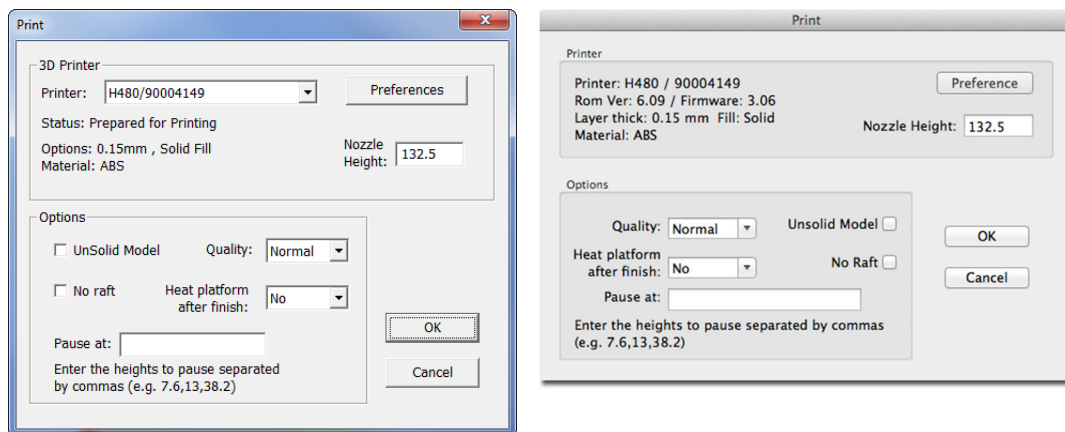 Print
3D Printer
Printer: H480/90004149
Preferences
Status: Prepared for Printing
Options: 0.15mm , Solid Fill
Material: ABS
Nozzle
Height: 132.5
Options
UnSolid Model
Quality: Normal
No raft
Heat platform
after finish: No
Pause at:
Enter the heights to pause separated
by commas (e.g. 7.6,13,38.2)
OK
Cancel
Print
Printer
Printer: H480 / 90004149
Rom Ver: 6.09 / Firmware: 3.06
Layer thick: 0.15 mm Fill: Solid
Material: ABS
Preference
Nozzle Height: 132.5
Options
Quality: Normal
Unsolid Model
Heat platform
after finish: No
No Raft
Pause at:
Enter the heights to pause separated by commas
(e.g. 7.6,13,38.2)
OK
Cancel